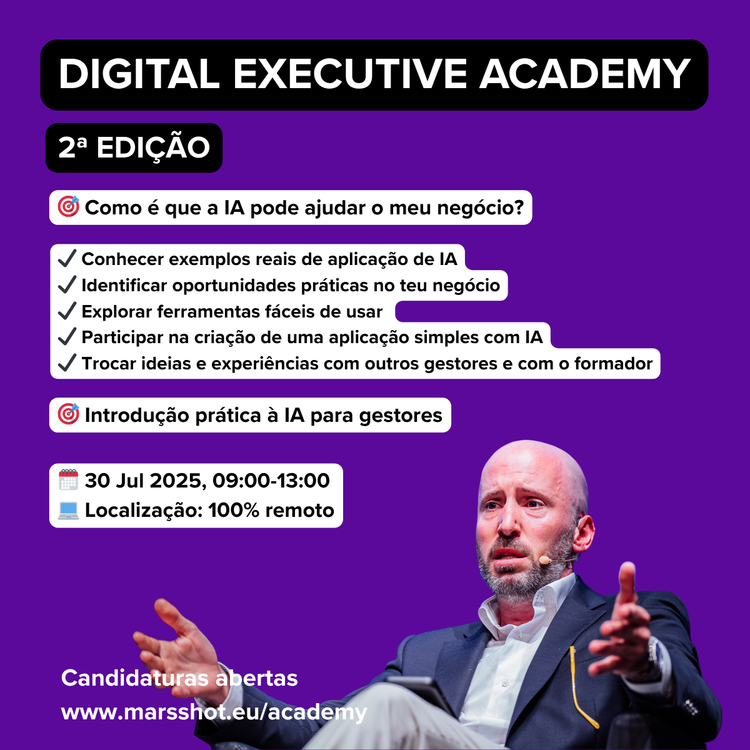 DIGITAL EXECUTIVE ACADEMY
2ª EDIÇÃO
Como é que a IA pode ajudar o meu negócio?
Conhecer exemplos reais de aplicação de IA
Identificar oportunidades práticas no teu negócio
Explorar ferramentas fáceis de usar
Participar na criação de uma aplicação simples com IA
Trocar ideias e experiências com outros gestores e com o formador
Introdução prática à IA para gestores
30 Jul 2025, 09:00-13:00
Localização: 100% remoto
Candidaturas abertas
www.marsshot.eu/academy